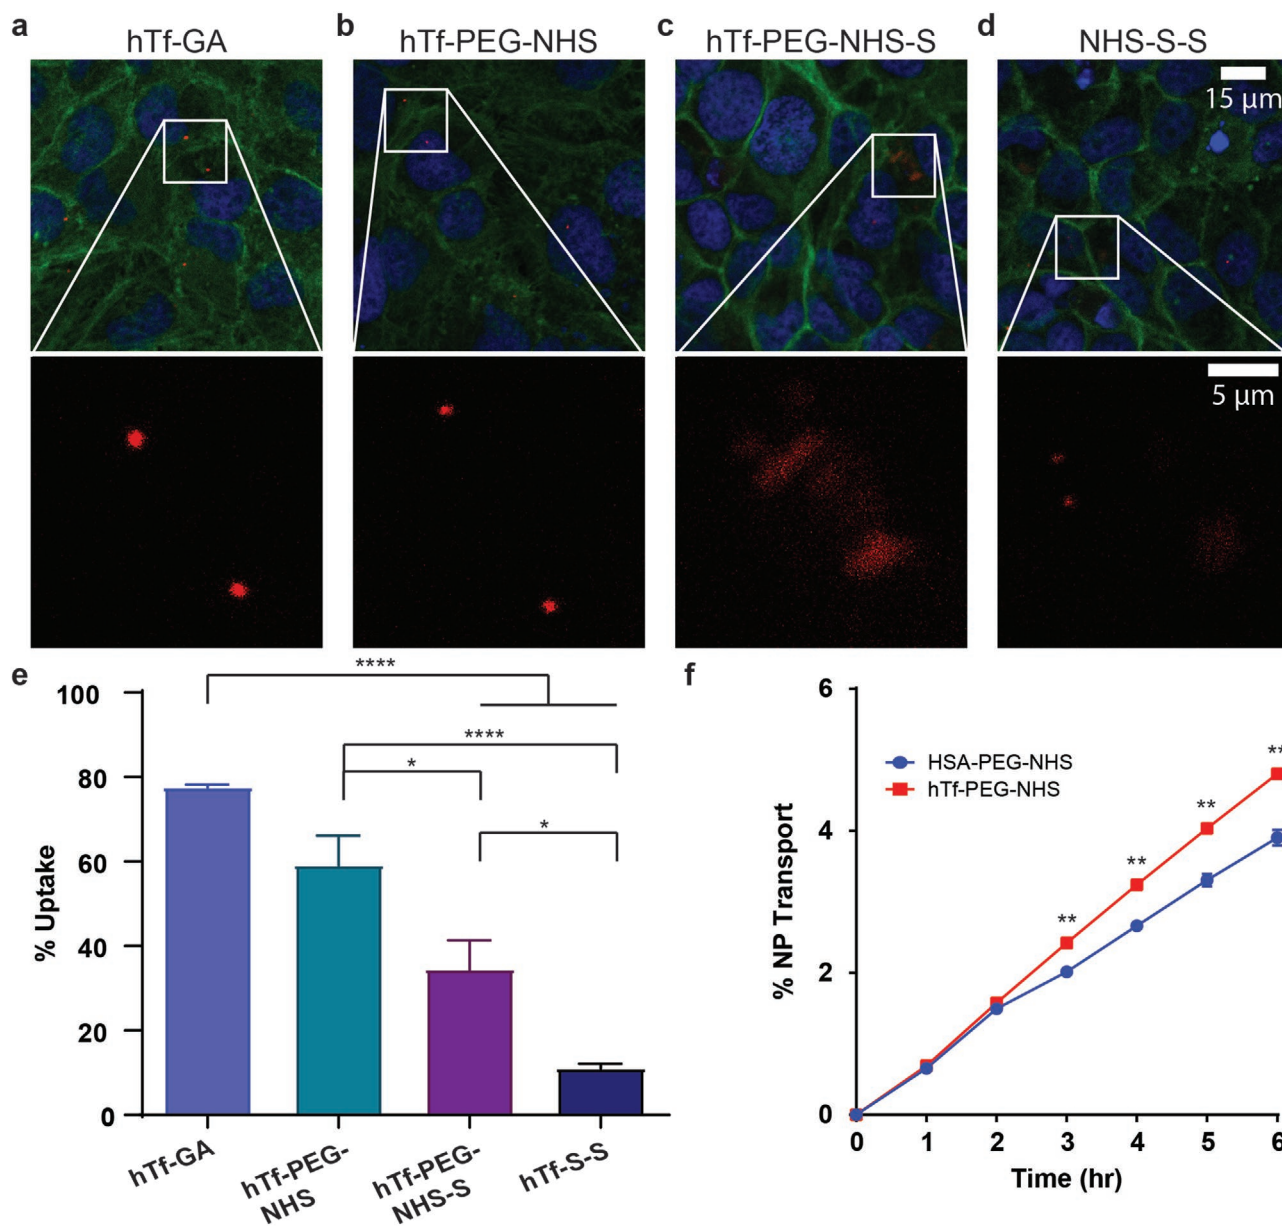 a
hTf-GA
b
hTf-PEG-NHS
c
hTf-PEG-NHS-S
d
NHS-S-S
15 µm
5 µm
e
****
****
*
*
100
80
60
40
20
0
% Uptake
hTf-GA
hTf-PEG-
NHS
hTf-PEG-
NHS-S
hTf-S-S
f
6
4
2
0
% NP Transport
HSA-PEG-NHS
hTf-PEG-NHS
**
**
**
**
0 1 2 3 4 5 6
Time (hr)